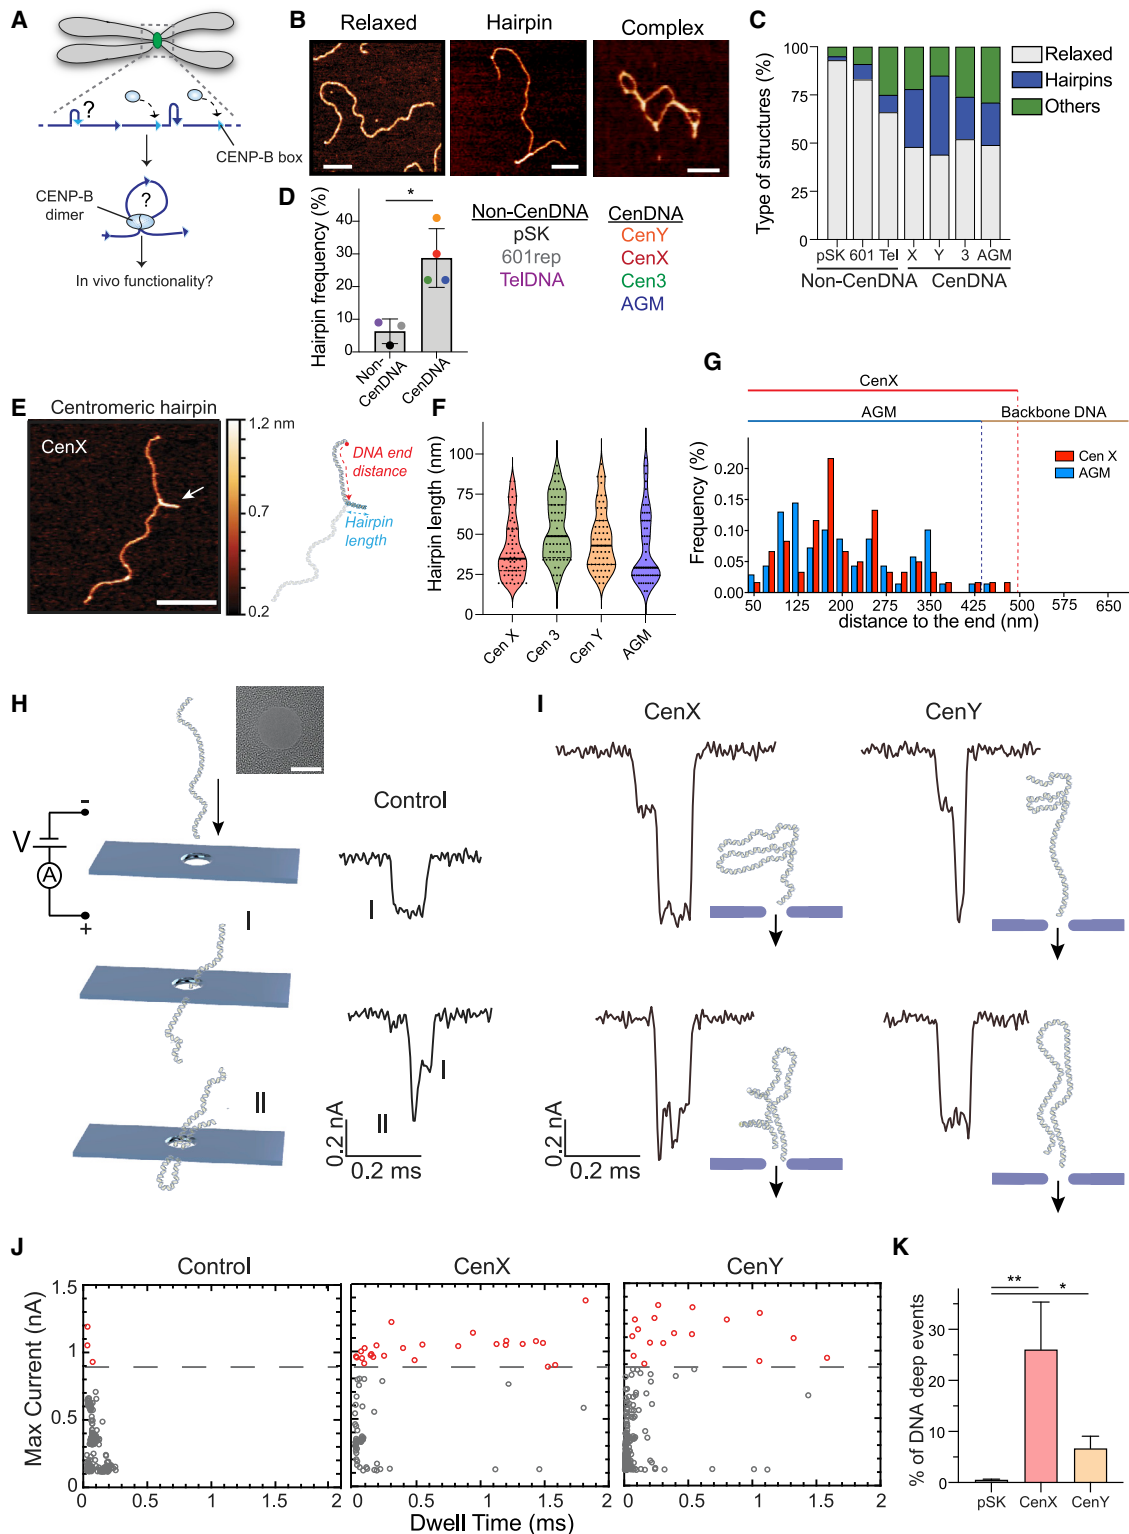 A
?
CENP-B box
CENP-B
dimer
?
In vivo functionality?
B
Relaxed
Hairpin
Complex
C
Type of structures (%)
100
75
50
25
0
pSK 601 Tel X Y 3 AGM
Non-CenDNA CenDNA
Relaxed
Hairpins
Others
D
Hairpin frequency (%)
40
30
20
10
0
*
Non-
CenDNA
CenDNA
Non-CenDNA
pSK
601rep
TelDNA
CenDNA
CenY
CenX
Cen3
AGM
E
Centromeric hairpin
CenX
1.2 nm
0.7
0.2
DNA end
distance
Hairpin
length
F
Hairpin length (nm)
100
75
50
25
0
Cen X
Cen 3
Cen Y
AGM
G
CenX
AGM
Backbone DNA
Frequency (%)
0.20
0.15
0.10
0.05
0.00
Cen X
AGM
50 125 200 275 350 425 500 575 650
distance to the end (nm)
H
V
A
-
+
I
II
Control
I
I
II
0.2 nA
0.2 ms
I
CenX
CenY
0.2 nA
0.2 ms
J
Control
CenX
CenY
Max Current (nA)
1.5
1
0.5
0
0 0.5 1 1.5 2
0 0.5 1 1.5 2
0 0.5 1 1.5 2
Dwell Time (ms)
K
% of DNA deep events
30
20
10
0
**
*
pSK CenX CenY